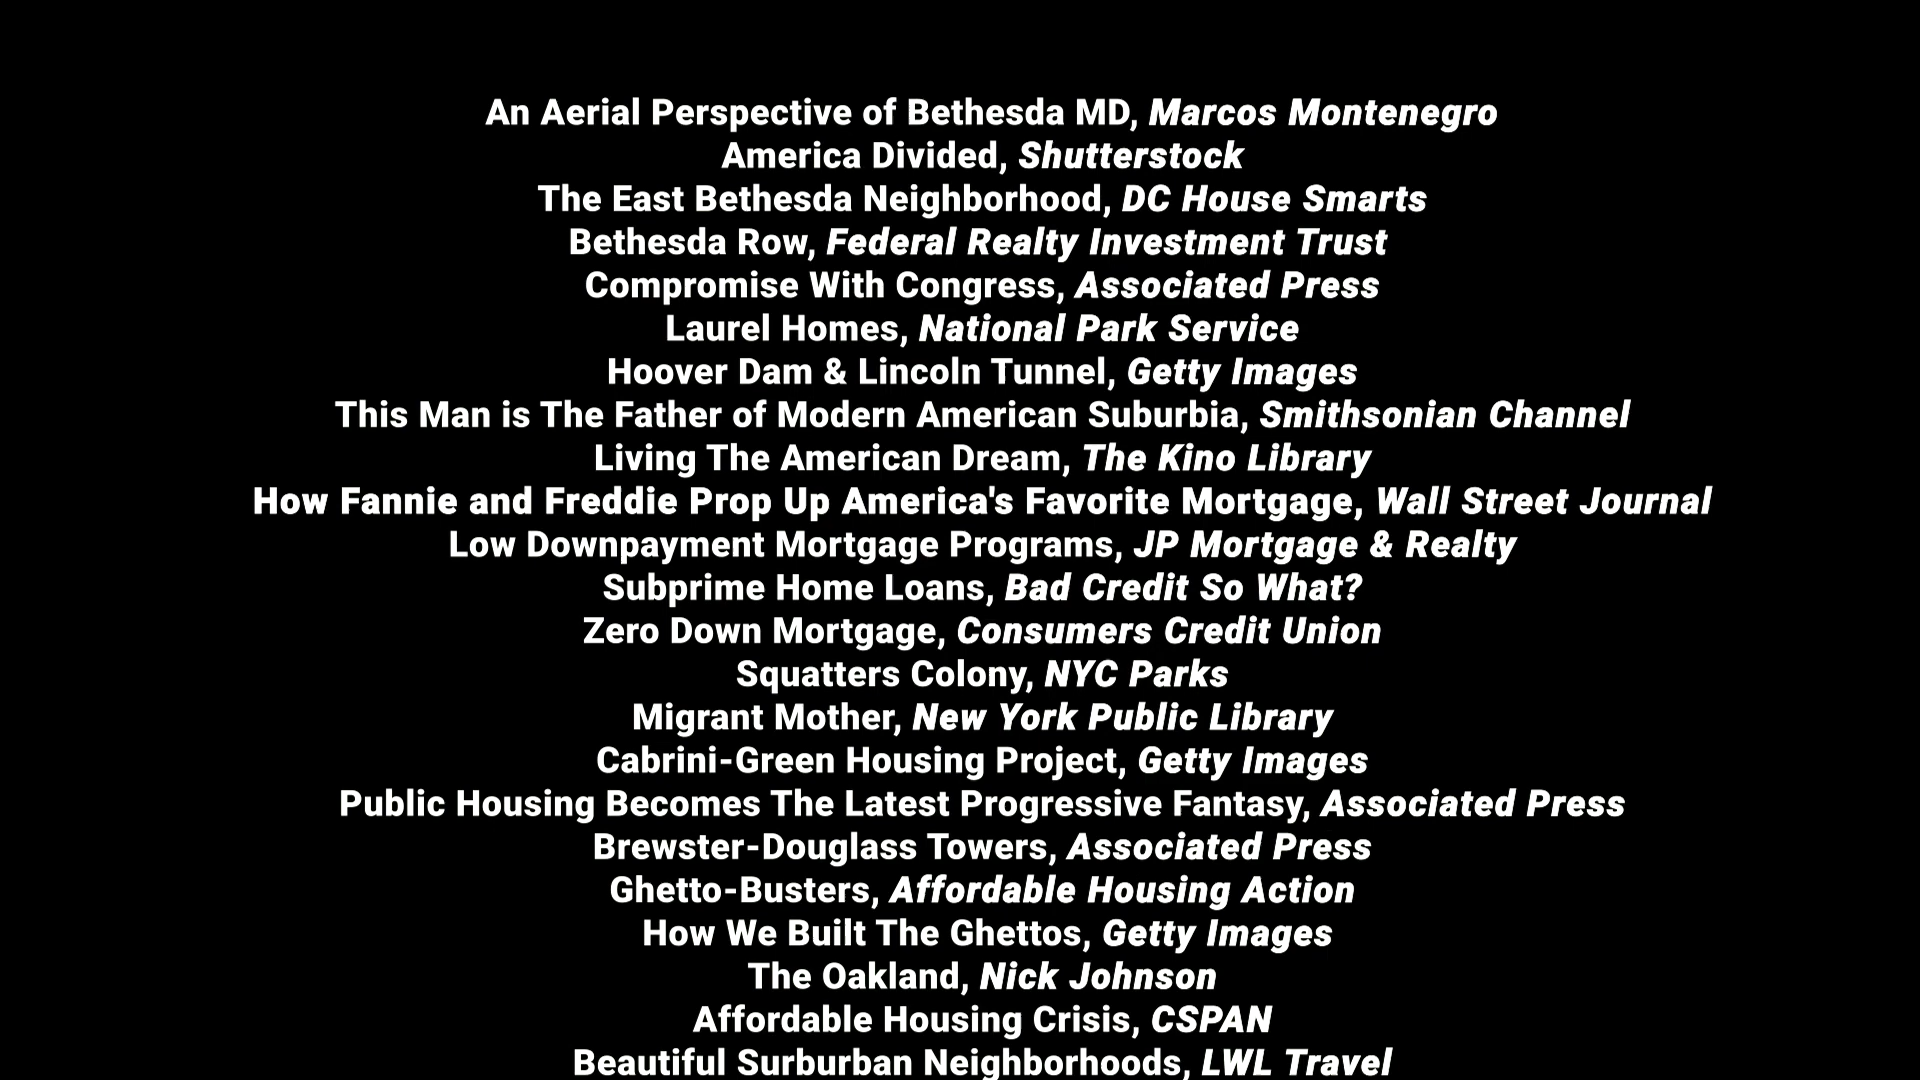 An Aerial Perspective of Bethesda MD, Marcos Montenegro
America Divided, Shutterstock
The East Bethesda Neighborhood, DC House Smarts
Bethesda Row, Federal Realty Investment Trust
Compromise With Congress, Associated Press
Laurel Homes, National Park Service
Hoover Dam & Lincoln Tunnel, Getty Images
This Man is The Father of Modern American Suburbia, Smithsonian Channel
Living The American Dream, The Kino Library
How Fannie and Freddie Prop Up America's Favorite Mortgage, Wall Street Journal
Low Downpayment Mortgage Programs, JP Mortgage & Realty
Subprime Home Loans, Bad Credit So What?
Zero Down Mortgage, Consumers Credit Union
Squatters Colony, NYC Parks
Migrant Mother, New York Public Library
Cabrini-Green Housing Project, Getty Images
Public Housing Becomes The Latest Progressive Fantasy, Associated Press
Brewster-Douglass Towers, Associated Press
Ghetto-Busters, Affordable Housing Action
How We Built The Ghettos, Getty Images
The Oakland, Nick Johnson
Affordable Housing Crisis, CSPAN
Beautiful Surburban Neighborhoods, LWL Travel